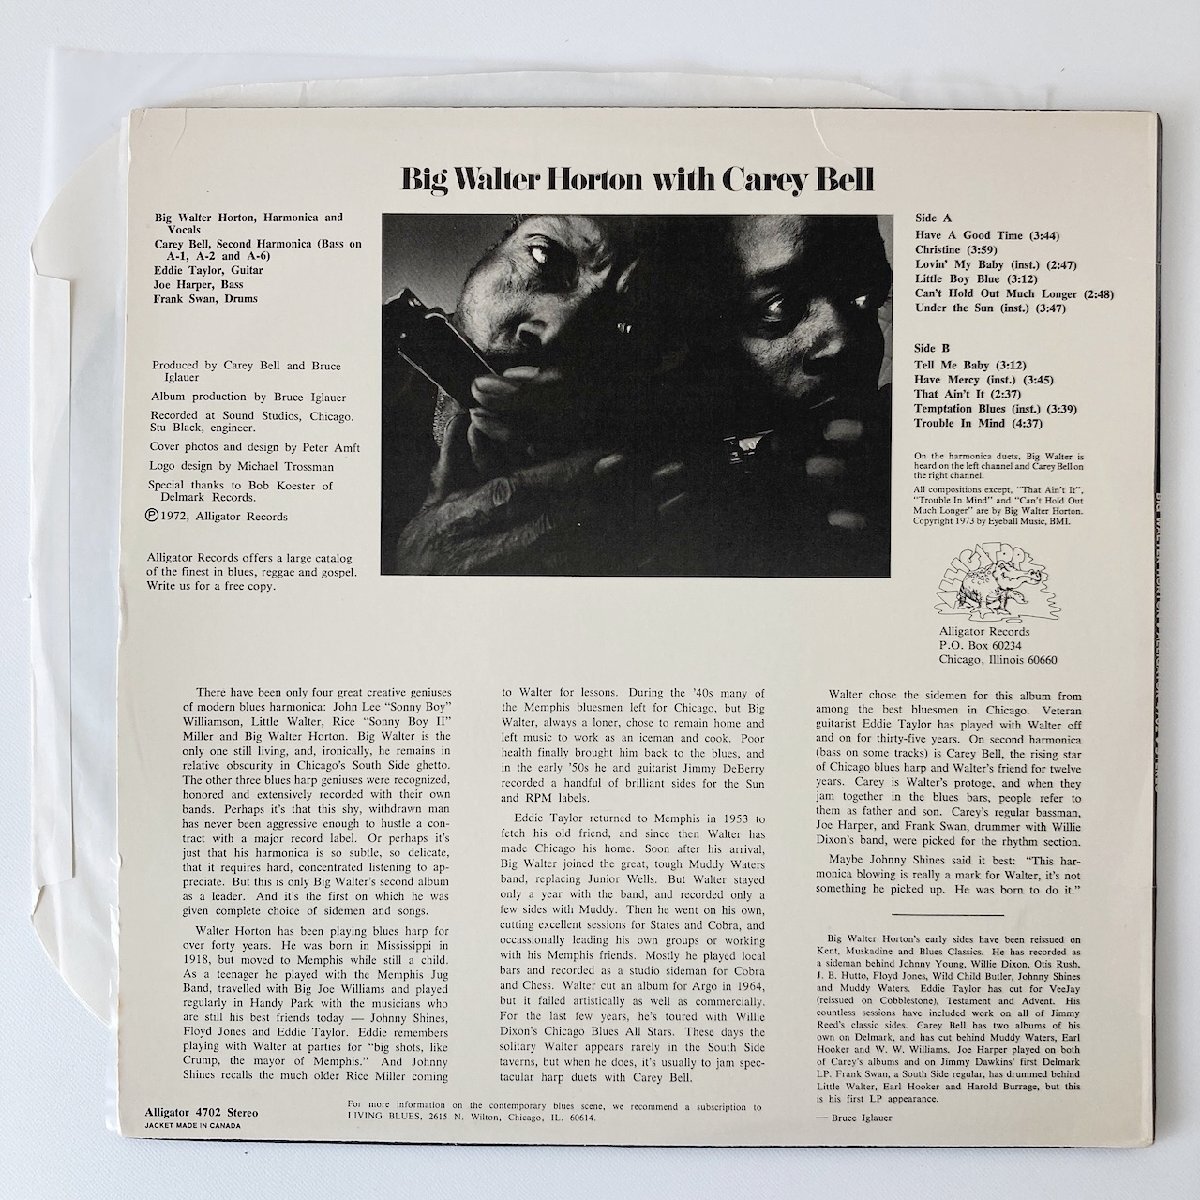 Big Walter Horton with Carey Bell
Big Walter Horton, Harmonica and
Vocals
Carey Bell, Second Harmonica (Bass on
A-1, A-2 and A-6)
Eddie Taylor, Guitar
Joe Harper, Bass
Frank Swan, Drums
Produced by Carey Bell and Bruce
Iglauer
Album production by Bruce Iglauer
Recorded at Sound Studios, Chicago.
Stu Black, engineer.
Cover photos and design by Peter Amft
Logo design by Michael Trossman
Special thanks to Bob Koester of
Delmark Records.
Ⓟ 1972, Alligator Records
Alligator Records offers a large catalog
of the finest in blues, reggae and gospel.
Write us for a free copy.
Side A
Have A Good Time (3:44)
Christine (3:59)
Lovin' My Baby (inst.) (2:47)
Little Boy Blue (3:12)
Can't Hold Out Much Longer (2:48)
Under the Sun (inst.) (3:47)
Side B
Tell Me Baby (3:12)
Have Mercy (inst.) (3:45)
That Ain't It (2:37)
Temptation Blues (inst.) (3:39)
Trouble In Mind (4:37)
On the harmonica duets, Big Walter is
heard on the left channel and Carey Bell on
the right channel.
All compositions except, "That Ain't It",
"Trouble In Mind" and "Can't Hold Out
Much Longer" are by Big Walter Horton.
Copyright 1973 by Eyeball Music, BMI.
ALLIGATOR
Alligator Records
P.O. Box 60234
Chicago, Illinois 60660
There have been only four great creative geniuses
of modern blues harmonica: John Lee "Sonny Boy"
Williamson, Little Walter, Rice "Sonny Boy II"
Miller and Big Walter Horton. Big Walter is the
only one still living, and, ironically, he remains in
relative obscurity in Chicago's South Side ghetto.
The other three blues harp geniuses were recognized,
honored and extensively recorded with their own
bands. Perhaps it's that this shy, withdrawn man
has never been aggressive enough to hustle a con-
tract with a major record label. Or perhaps it's
just that his harmonica is so subtle, so delicate,
that it requires hard, concentrated listening to ap-
preciate. But this is only Big Walter's second album
as a leader. And it's the first on which he was
given complete choice of sidemen and songs.
Walter Horton has been playing blues harp for
over forty years. He was born in Mississippi in
1918, but moved to Memphis while still a child.
As a teenager he played with the Memphis Jug
Band, travelled with Big Joe Williams and played
regularly in Handy Park with the musicians who
are still his best friends today — Johnny Shines,
Floyd Jones and Eddie Taylor. Eddie remembers
playing with Walter at parties for "big shots, like
Crump, the mayor of Memphis." And Johnny
Shines recalls the much older Rice Miller coming
to Walter for lessons. During the '40s many of
the Memphis bluesmen left for Chicago, but Big
Walter, always a loner, chose to remain home and
left music to work as an iceman and cook. Poor
health finally brought him back to the blues, and
in the early '50s he and guitarist Jimmy DeBerry
recorded a handful of brilliant sides for the Sun
and RPM labels.
Eddie Taylor returned to Memphis in 1953 to
fetch his old friend, and since then Walter has
made Chicago his home. Soon after his arrival,
Big Walter joined the great, tough Muddy Waters
band, replacing Junior Wells. But Walter stayed
only a year with the band, and recorded only a
few sides with Muddy. Then he went on his own,
cutting excellent sessions for States and Cobra, and
occasionally leading his own groups or working
with his Memphis friends. Mostly he played local
bars and recorded as a studio sideman for Cobra
and Chess. Walter cut an album for Argo in 1964,
but it failed artistically as well as commercially.
For the last few years, he's toured with Willie
Dixon's Chicago Blues All Stars. These days the
solitary Walter appears rarely in the South Side
taverns, but when he does, it's usually to jam spec-
tacular harp duets with Carey Bell.
Walter chose the sidemen for this album from
among the best bluesmen in Chicago. Veteran
guitarist Eddie Taylor has played with Walter off
and on for thirty-five years. On second harmonica
(bass on some tracks) is Carey Bell, the rising star
of Chicago blues harp and Walter's friend for twelve
years. Carey is Walter's protoge, and when they
jam together in the blues bars, people refer to
them as father and son. Carey's regular bassman,
Joe Harper, and Frank Swan, drummer with Willie
Dixon's band, were picked for the rhythm section.
Maybe Johnny Shines said it best: "This har-
monica blowing is really a mark for Walter, it's not
something he picked up. He was born to do it."
Big Walter Horton's early sides have been reissued on
Kent, Muskadine and Blues Classics. He has recorded as
a sideman behind Johnny Young, Willie Dixon, Otis Rush,
J. B. Hutto, Floyd Jones, Wild Child Butler, Johnny Shines
and Muddy Waters. Eddie Taylor has cut for VeeJay
(reissued on Cobblestone), Testament and Advent. His
countless sessions have included work on all of Jimmy
Reed's classic sides. Carey Bell has two albums of his
own on Delmark, and has cut behind Muddy Waters, Earl
Hooker and W. W. Williams. Joe Harper played on both
of Carey's albums and on Jimmy Dawkins' first Delmark
LP. Frank Swan, a South Side regular, has drummed behind
Little Walter, Earl Hooker and Harold Burrage, but this
is his first LP appearance.
— Bruce Iglauer
Alligator 4702 Stereo
JACKET MADE IN CANADA
For more information on the contemporary blues scene, we recommend a subscription to
LIVING BLUES, 2615 N. Wilton, Chicago, IL. 60614.